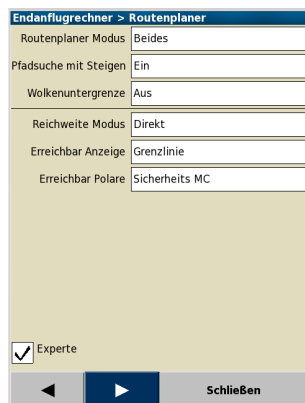 Endanflugrechner > Routenplaner
Routenplaner Modus Beides
Pfadsuche mit Steigen Ein
Wolkenuntergrenze Aus
Reichweite Modus Direkt
Erreichbar Anzeige Grenzlinie
Erreichbar Polare Sicherheits MC
Experte
Schließen